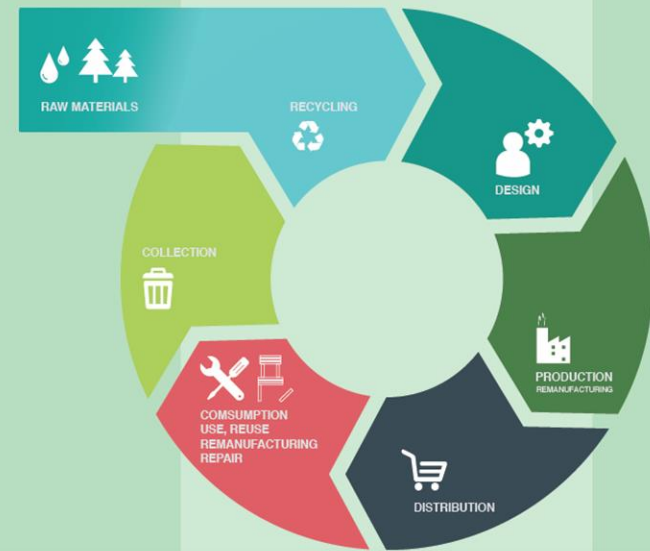 RAW MATERIALS
RECYCLING
DESIGN
PRODUCTION
REMANUFACTURING
DISTRIBUTION
COMSUMPTION
USE, REUSE
REMANUFACTURING
REPAIR
COLLECTION